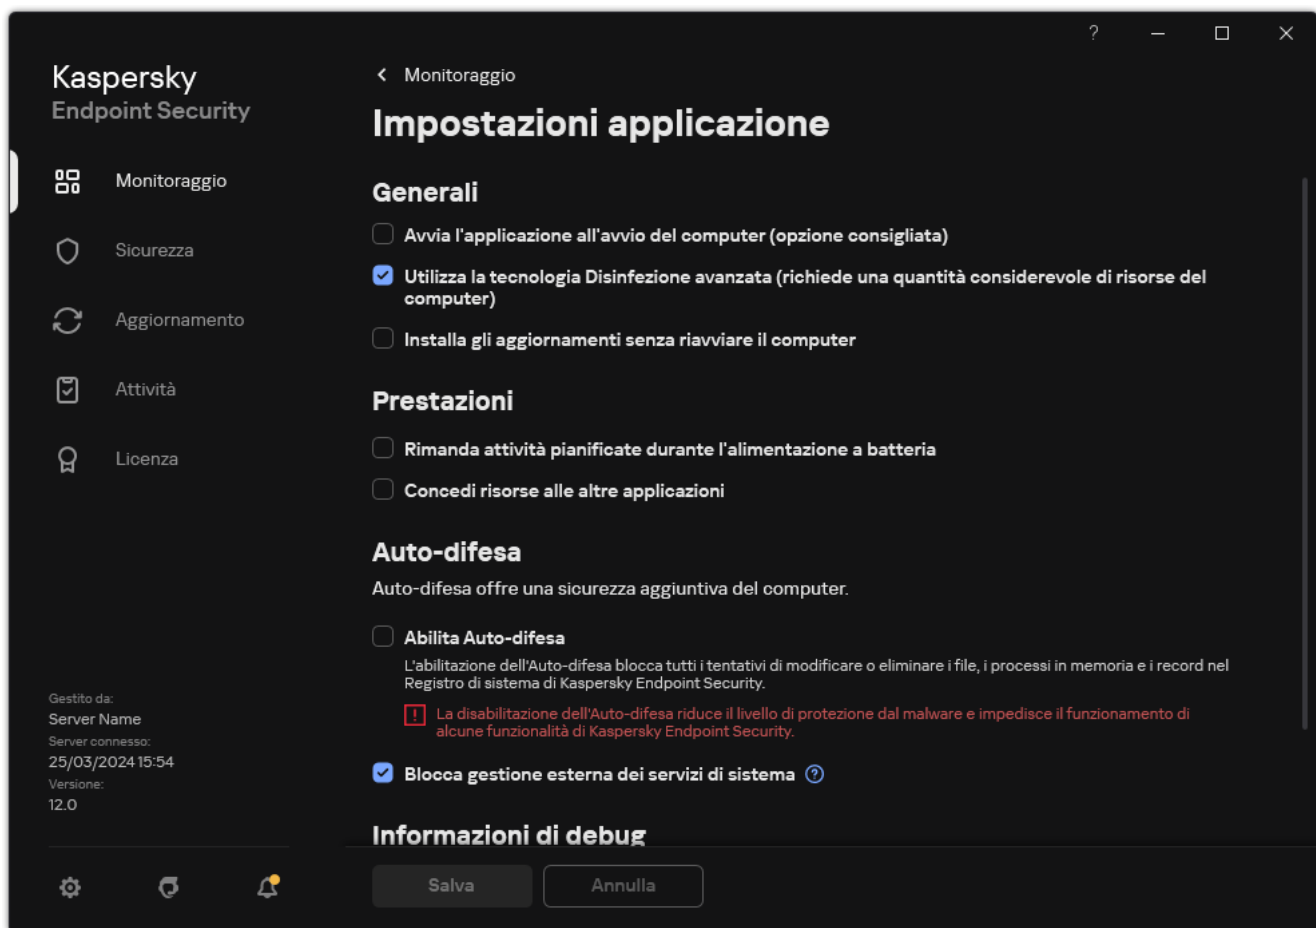 ?
Kaspersky
Endpoint Security
Monitoraggio
Sicurezza
Aggiornamento
Attività
Licenza
Gestito da:
Server Name
Server connesso:
25/03/2024 15:54
Versione:
12.0
Monitoraggio
Impostazioni applicazione
Generali
Avvia l'applicazione all'avvio del computer (opzione consigliata)
Utilizza la tecnologia Disinfezione avanzata (richiede una quantità considerevole di risorse del
computer)
Installa gli aggiornamenti senza riavviare il computer
Prestazioni
Rimanda attività pianificate durante l'alimentazione a batteria
Concedi risorse alle altre applicazioni
Auto-difesa
Auto-difesa offre una sicurezza aggiuntiva del computer.
Abilita Auto-difesa
L'abilitazione dell'Auto-difesa blocca tutti i tentativi di modificare o eliminare i file, i processi in memoria e i record nel
Registro di sistema di Kaspersky Endpoint Security.
La disabilitazione dell'Auto-difesa riduce il livello di protezione dal malware e impedisce il funzionamento di
alcune funzionalità di Kaspersky Endpoint Security.
Blocca gestione esterna dei servizi di sistema ?
Informazioni di debug
Salva
Annulla